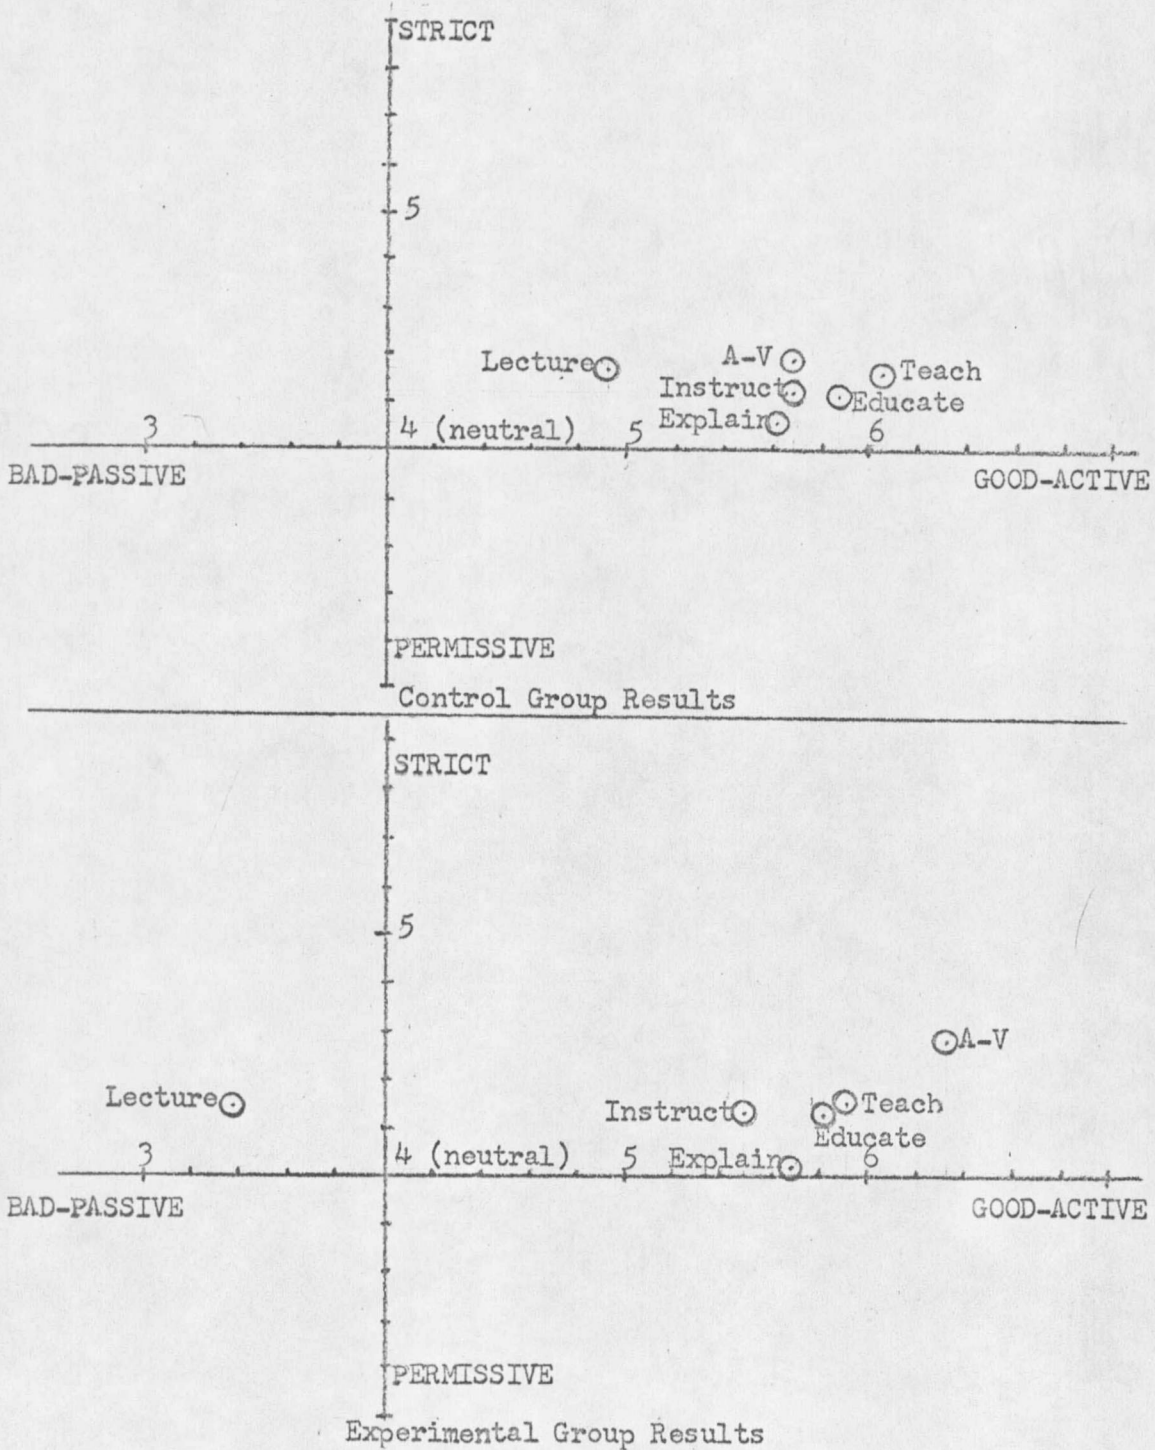 STRICT
5
Lecture
A-V
Teach
Instruct
Educate
Explain
3
4 (neutral)
5
6
BAD-PASSIVE
GOOD-ACTIVE
PERMISSIVE
Control Group Results
STRICT
5
A-V
Lecture
Instruct
Teach
Educate
3
4 (neutral)
5
Explain
6
BAD-PASSIVE
GOOD-ACTIVE
PERMISSIVE
Experimental Group Results